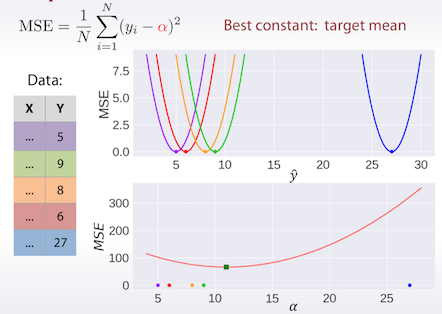 MSE = 1/N ∑_{i=1}^{N} (y_i − α)²
Best constant: target mean
Data:
X Y
... 5
... 9
... 8
... 6
... 27
MSE
7.5
5.0
2.5
0.0
5 10 15 20 25 30
ŷ
MSE
300
200
100
0
5 10 15 20 25
α